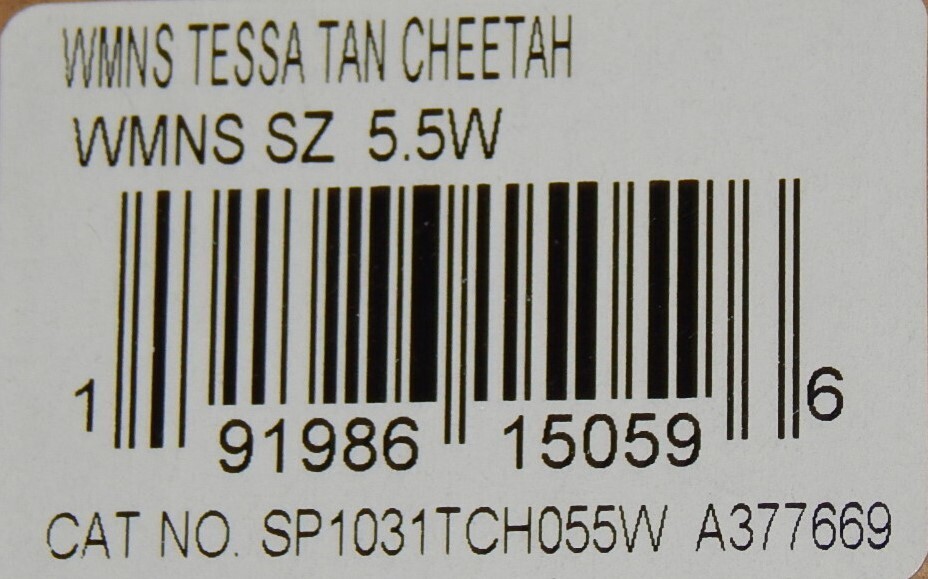 WMNS TESSA TAN CHEETAH
WMNS SZ 5.5W
1 91986 15059 6
CAT NO. SP1031TCH055W A377669